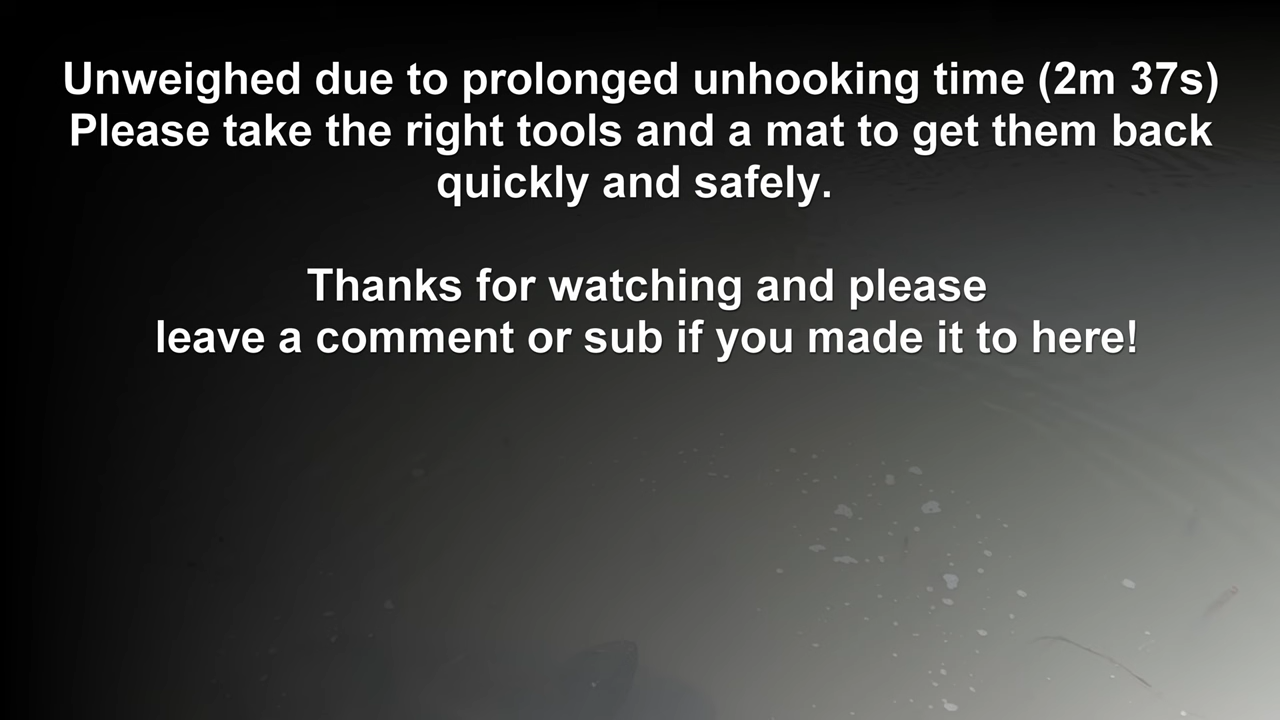 Unweighed due to prolonged unhooking time (2m 37s)
Please take the right tools and a mat to get them back
quickly and safely.
Thanks for watching and please
leave a comment or sub if you made it to here!